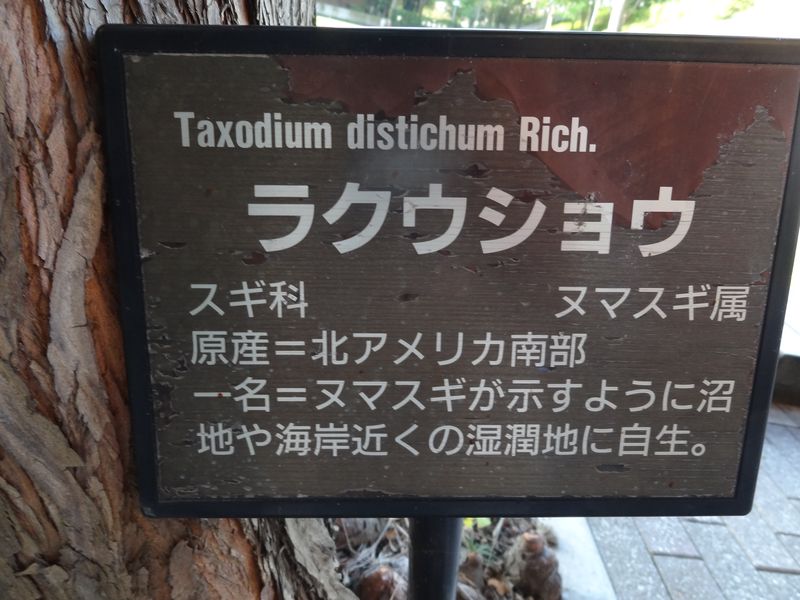 Taxodium distichum Rich.
ラクウショウ
スギ科 ヌマスギ属
原産＝北アメリカ南部
一名＝ヌマスギが示すように沼
地や海岸近くの湿潤地に自生。